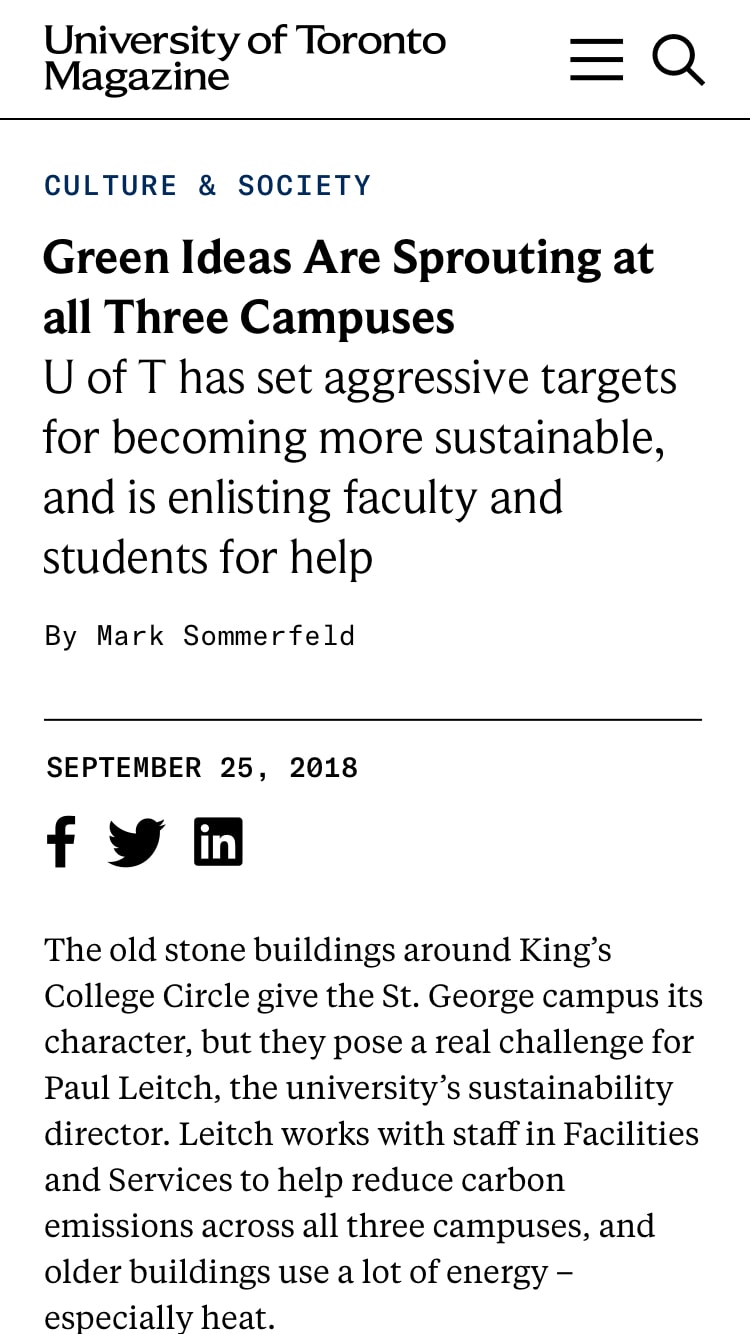 University of Toronto
Magazine
CULTURE & SOCIETY
Green Ideas Are Sprouting at
all Three Campuses
U of T has set aggressive targets
for becoming more sustainable,
and is enlisting faculty and
students for help
By Mark Sommerfeld
SEPTEMBER 25, 2018
The old stone buildings around King’s
College Circle give the St. George campus its
character, but they pose a real challenge for
Paul Leitch, the university’s sustainability
director. Leitch works with staff in Facilities
and Services to help reduce carbon
emissions across all three campuses, and
older buildings use a lot of energy –
especially heat.